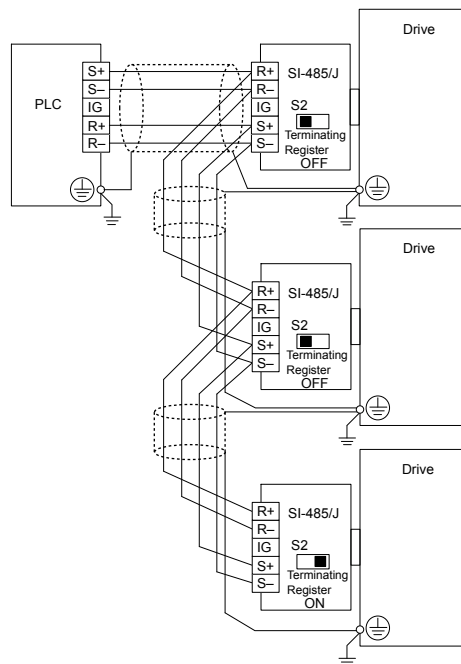 Drive
PLC
S+
S–
IG
R+
R–
R+
R–
IG
S+
S–
SI-485/J
S2
Terminating
Register
OFF
R+
R–
IG
S+
S–
SI-485/J
S2
Terminating
Register
OFF
Drive
Drive
R+
R–
IG
S+
S–
SI-485/J
S2
Terminating
Register
ON